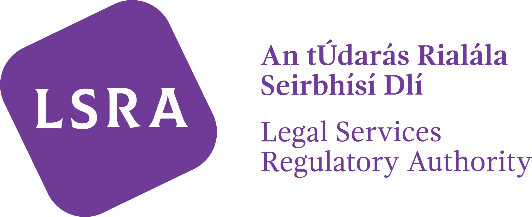 LSRA
An tÚdarás Rialála
Seirbhísí Dlí
Legal Services
Regulatory Authority